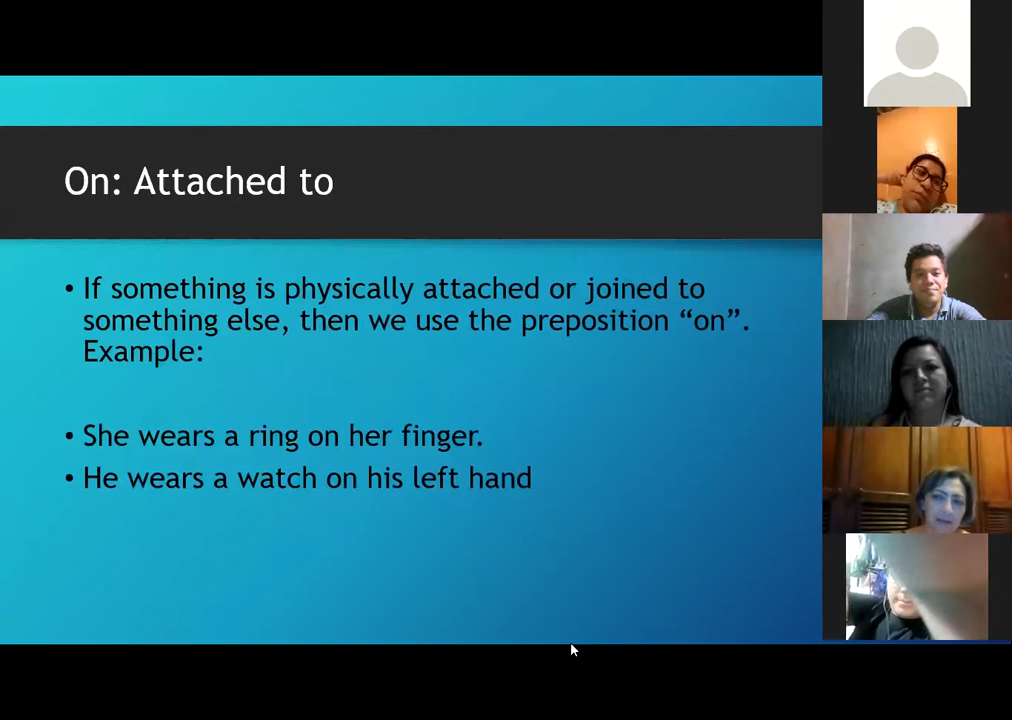 On: Attached to
• If something is physically attached or joined to
something else, then we use the preposition “on”.
Example:
• She wears a ring on her finger.
• He wears a watch on his left hand